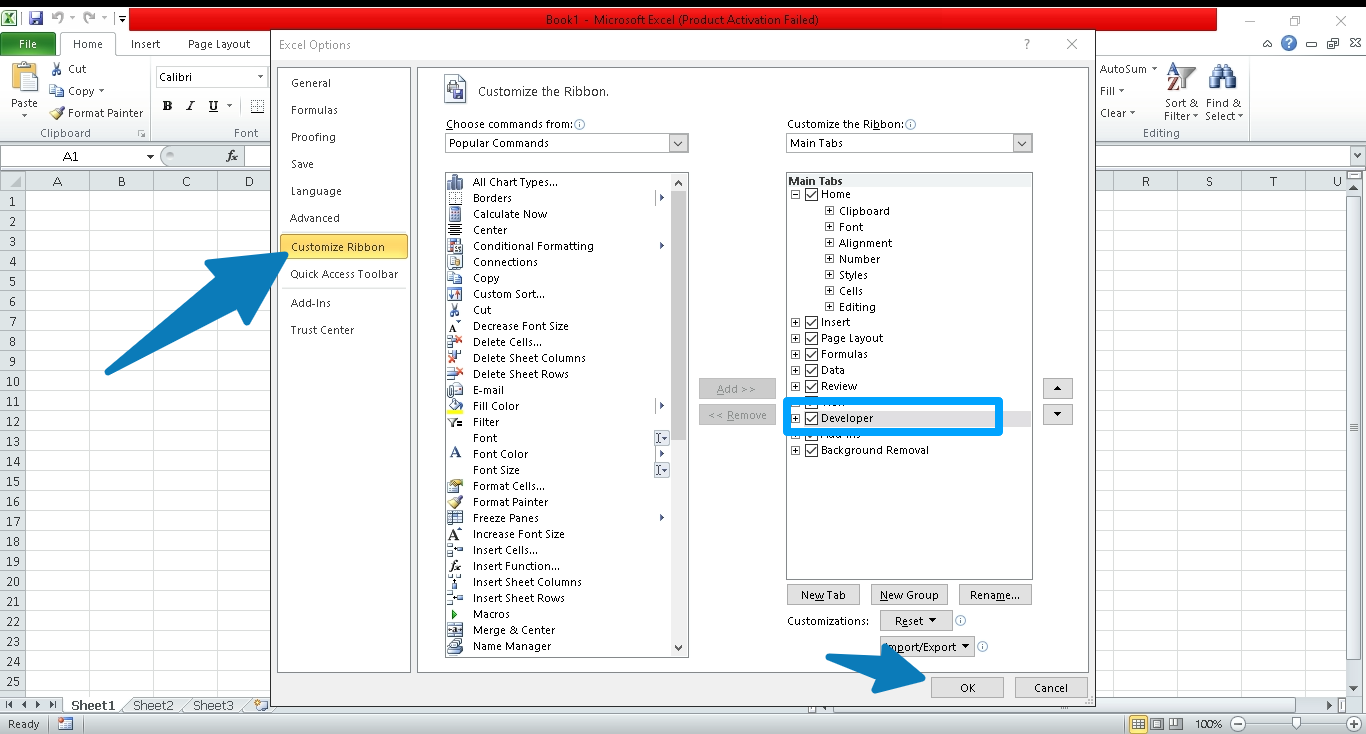 Book1 - Microsoft Excel (Product Activation Failed)
File Home Insert Page Layout
Cut
Copy
Format Painter
Paste
Clipboard
Calibri
B I U
Font
AutoSum
Fill
Clear
Sort & Filter
Find & Select
Editing
A1
fx
A B C D R S T U
1
2
3
4
5
6
7
8
9
10
11
12
13
14
15
16
17
18
19
20
21
22
23
24
25
Excel Options
General
Formulas
Proofing
Save
Language
Advanced
Customize Ribbon
Quick Access Toolbar
Add-Ins
Trust Center
Customize the Ribbon.
Choose commands from:
Popular Commands
All Chart Types...
Borders
Calculate Now
Center
Conditional Formatting
Connections
Copy
Custom Sort...
Cut
Decrease Font Size
Delete Cells...
Delete Sheet Columns
Delete Sheet Rows
E-mail
Fill Color
Filter
Font
Font Color
Font Size
Format Cells...
Format Painter
Freeze Panes
Increase Font Size
Insert Cells...
Insert Function...
Insert Sheet Columns
Insert Sheet Rows
Macros
Merge & Center
Name Manager
Add >>
<< Remove
Customize the Ribbon:
Main Tabs
Main Tabs
Home
Clipboard
Font
Alignment
Number
Styles
Cells
Editing
Insert
Page Layout
Formulas
Data
Review
Developer
Background Removal
New Tab New Group Rename...
Customizations: Reset
Import/Export
OK Cancel
Sheet1 Sheet2 Sheet3
Ready
100%